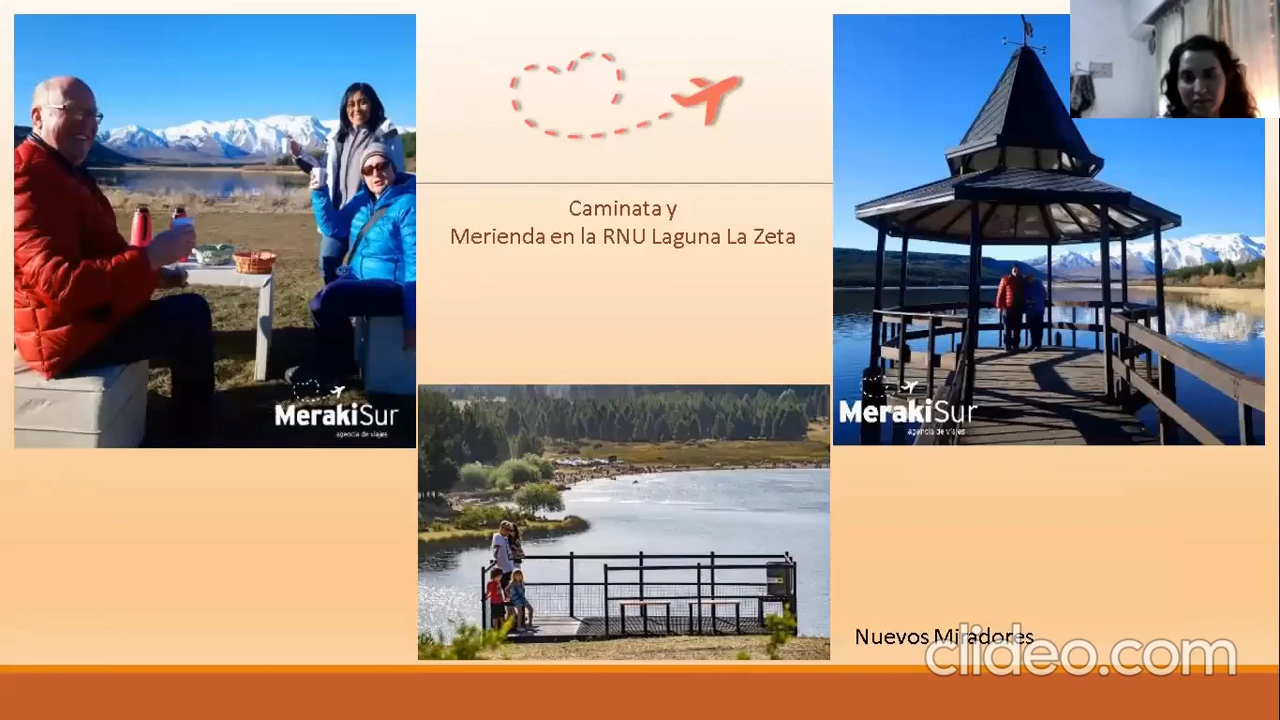 Caminata y
Merienda en la RNU Laguna La Zeta
MerakiSur
agencia de viajes
MerakiSur
agencia de viajes
Nuevos Miradores
clideo.com